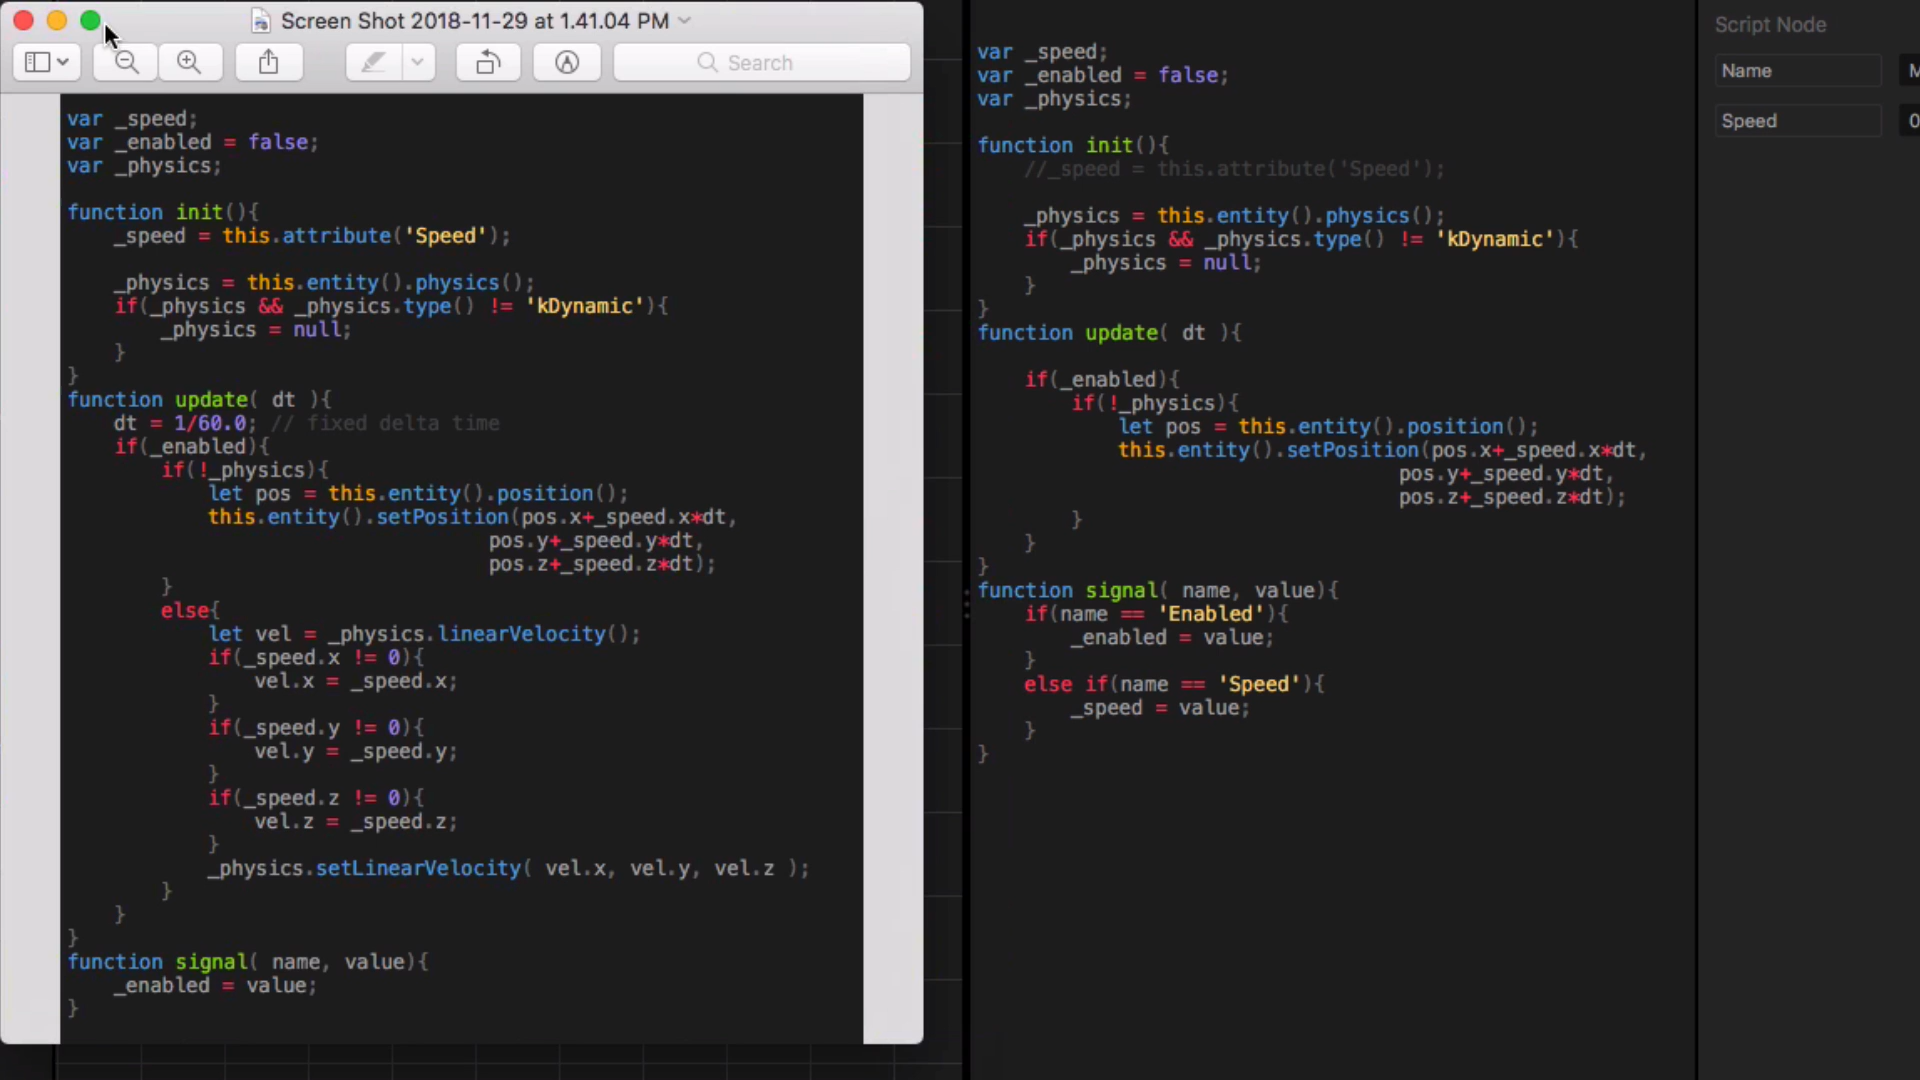 Screen Shot 2018-11-29 at 1.41.04 PM
Search
var _speed;
var _enabled = false;
var _physics;
function init(){
_speed = this.attribute('Speed');
_physics = this.entity().physics();
if(_physics && _physics.type() != 'kDynamic'){
_physics = null;
}
}
function update( dt ){
dt = 1/60.0; // fixed delta time
if(_enabled){
if(!_physics){
let pos = this.entity().position();
this.entity().setPosition(pos.x+_speed.x*dt,
pos.y+_speed.y*dt,
pos.z+_speed.z*dt);
}
else{
let vel = _physics.linearVelocity();
if(_speed.x != 0){
vel.x = _speed.x;
}
if(_speed.y != 0){
vel.y = _speed.y;
}
if(_speed.z != 0){
vel.z = _speed.z;
}
_physics.setLinearVelocity( vel.x, vel.y, vel.z );
}
}
}
function signal( name, value){
_enabled = value;
}
var _speed;
var _enabled = false;
var _physics;
function init(){
//_speed = this.attribute('Speed');
_physics = this.entity().physics();
if(_physics && _physics.type() != 'kDynamic'){
_physics = null;
}
}
function update( dt ){
if(_enabled){
if(!_physics){
let pos = this.entity().position();
this.entity().setPosition(pos.x+_speed.x*dt,
pos.y+_speed.y*dt,
pos.z+_speed.z*dt);
}
}
}
function signal( name, value){
if(name == 'Enabled'){
_enabled = value;
}
else if(name == 'Speed'){
_speed = value;
}
}
Script Node
Name
Speed